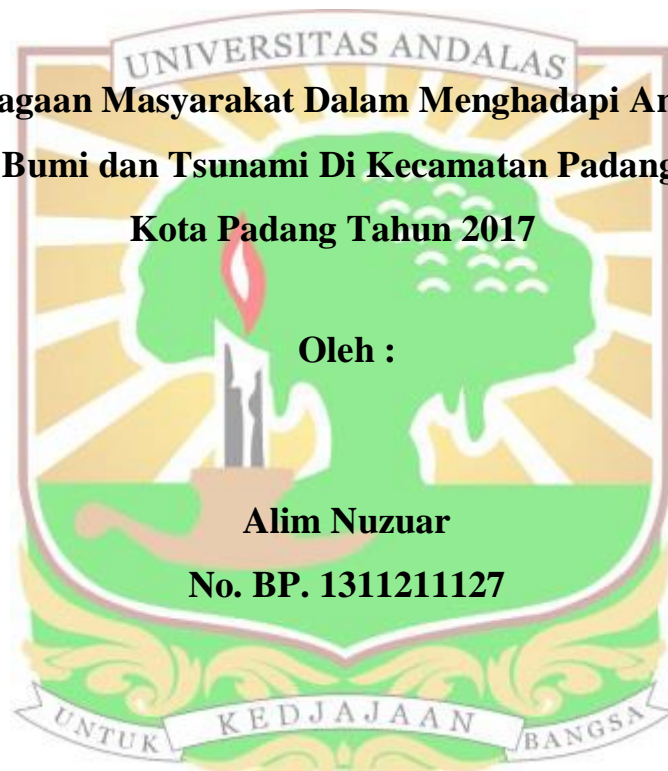 UNIVERSITAS ANDALAS
agaan Masyarakat Dalam Menghadapi
Bumi dan Tsunami Di Kecamatan Padang
Kota Padang Tahun 2017
Oleh :
Alim Nuzuar
No. BP. 1311211127
UNTUK KEDJAJAAN BANGSA